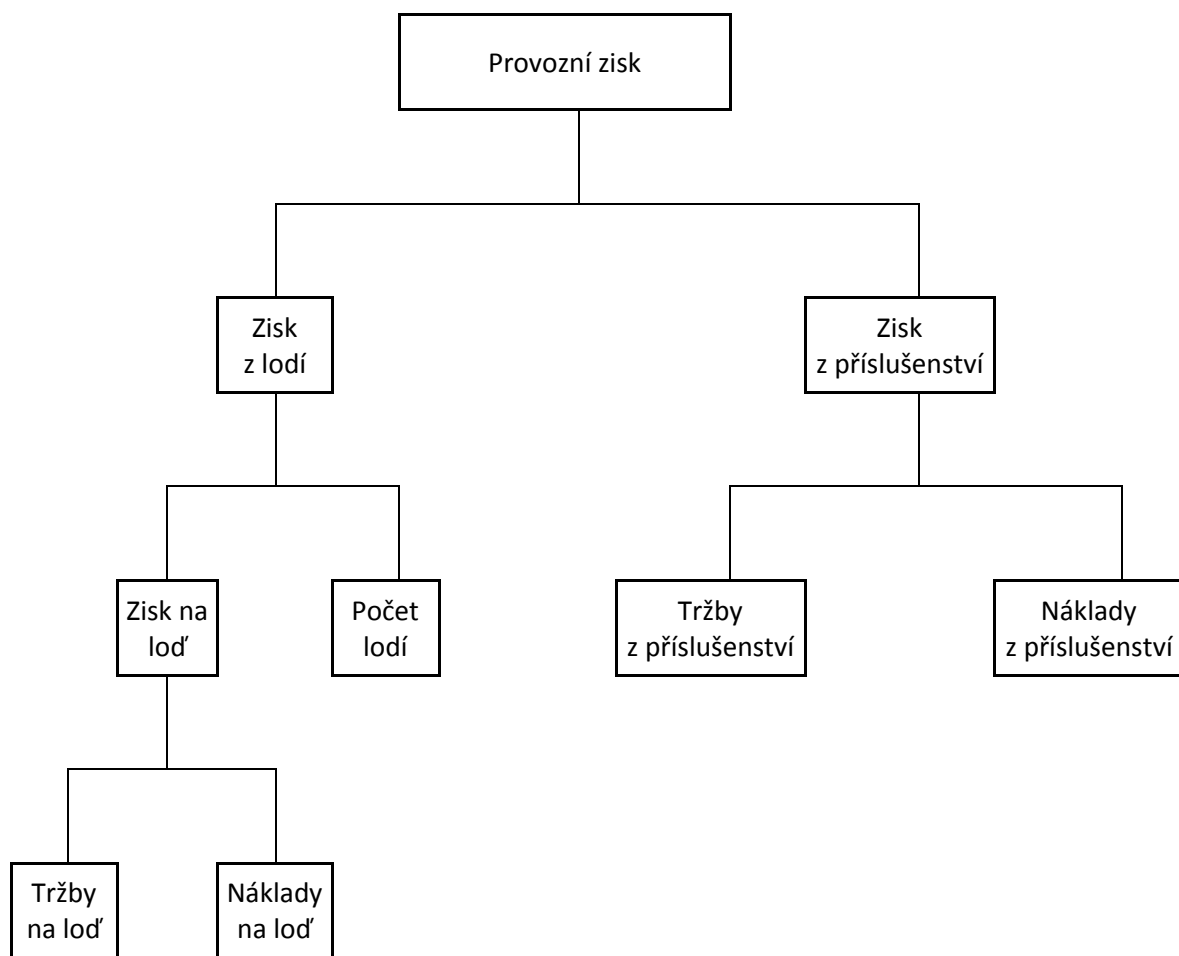 Provozní zisk
Zisk
z lodí
Zisk
z příslušenství
Zisk na
loď
Počet
lodí
Tržby
z příslušenství
Náklady
z příslušenství
Tržby
na loď
Náklady
na loď